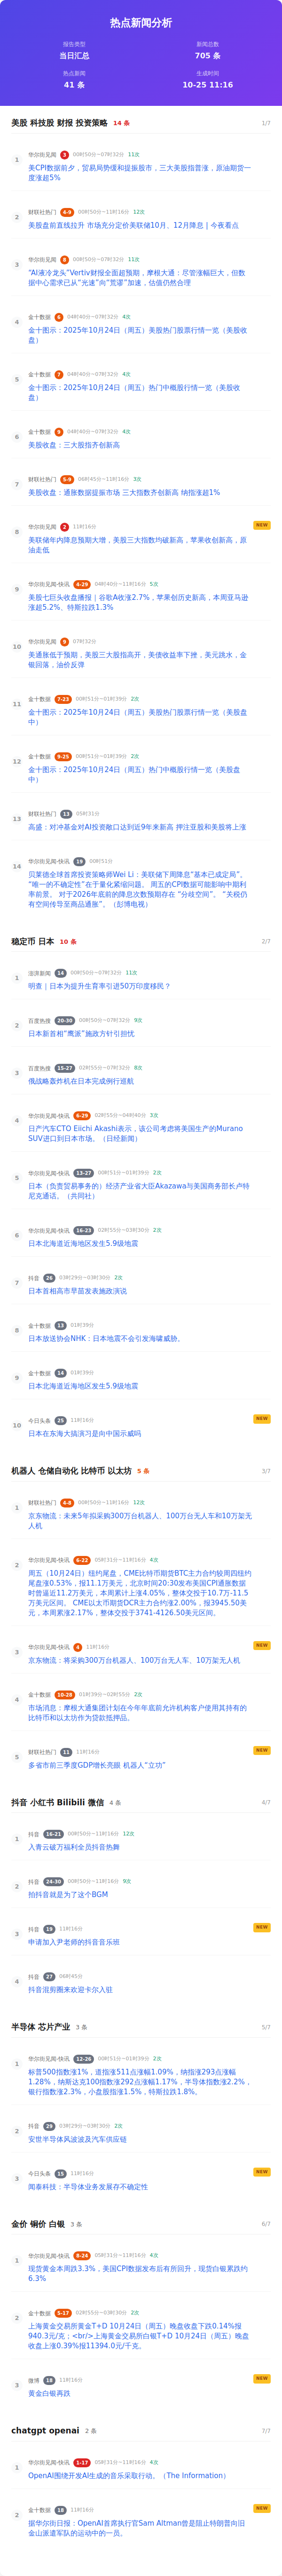 热点新闻分析
报告类型
当日汇总
新闻总数
705 条
热点新闻
41 条
生成时间
10-25 11:16
美股 科技股 财报 投资策略 14 条 1/7
1 华尔街见闻 3 00时50分~07时32分 11次
美CPI数据前夕，贸易局势缓和提振股市，三大美股指普涨，原油期货一
度涨超5%
2 财联社热门 4-8 00时50分~11时16分 12次
美股盘前直线拉升 市场充分定价美联储10月、12月降息 | 今夜看点
3 华尔街见闻 8 00时50分~07时32分 11次
“AI液冷龙头”Vertiv财报全面超预期，摩根大通：尽管涨幅巨大，但数
据中心需求已从“光速”向“荒谬”加速，估值仍然合理
4 金十数据 6 04时40分~07时32分 4次
金十图示：2025年10月24日（周五）美股热门股票行情一览（美股收
盘）
5 金十数据 7 04时40分~07时32分 4次
金十图示：2025年10月24日（周五）热门中概股行情一览（美股收
盘）
6 金十数据 9 04时40分~07时32分 4次
美股收盘：三大股指齐创新高
7 财联社热门 5-9 06时45分~11时16分 3次
美股收盘：通胀数据提振市场 三大指数齐创新高 纳指涨超1%
8 华尔街见闻 2 11时16分 NEW
美联储年内降息预期大增，美股三大指数均破新高，苹果收创新高，原
油走低
9 华尔街见闻-快讯 4-29 04时40分~11时16分 5次
美股七巨头收盘播报｜谷歌A收涨2.7%，苹果创历史新高，本周亚马逊
涨超5.2%、特斯拉跌1.3%
10 华尔街见闻 9 07时32分
美通胀低于预期，美股三大股指高开，美债收益率下挫，美元跳水，金
银回落，油价反弹
11 金十数据 7-23 00时51分~01时39分 2次
金十图示：2025年10月24日（周五）美股热门股票行情一览（美股盘
中）
12 金十数据 9-25 00时51分~01时39分 2次
金十图示：2025年10月24日（周五）热门中概股行情一览（美股盘
中）
13 财联社热门 13 05时31分
高盛：对冲基金对AI投资敞口达到近9年来新高 押注亚股和美股将上涨
14 华尔街见闻-快讯 19 00时51分
贝莱德全球首席投资策略师Wei Li：美联储下周降息“基本已成定局”。
“唯一的不确定性”在于量化紧缩问题。 周五的CPI数据可能影响中期利
率前景。 对于2026年底前的降息次数预期存在 “分歧空间”。 “关税仍
有空间传导至商品通胀”。（彭博电视）
稳定币 日本 10 条 2/7
1 澎湃新闻 14 00时50分~07时32分 11次
明查｜日本为提升生育率引进50万印度移民？
2 百度热搜 20-30 00时50分~07时32分 9次
日本新首相“鹰派”施政方针引担忧
3 百度热搜 15-27 02时55分~07时32分 8次
俄战略轰炸机在日本完成例行巡航
4 华尔街见闻-快讯 6-29 02时55分~04时40分 3次
日产汽车CTO Eiichi Akashi表示，该公司考虑将美国生产的Murano
SUV进口到日本市场。（日经新闻）
5 华尔街见闻-快讯 13-27 00时51分~01时39分 2次
日本（负责贸易事务的）经济产业省大臣Akazawa与美国商务部长卢特
尼克通话。（共同社）
6 华尔街见闻-快讯 16-23 02时55分~03时30分 2次
日本北海道近海地区发生5.9级地震
7 抖音 26 03时29分~03时30分 2次
日本首相高市早苗发表施政演说
8 金十数据 13 01时39分
日本放送协会NHK：日本地震不会引发海啸威胁。
9 金十数据 14 01时39分
日本北海道近海地区发生5.9级地震
10 今日头条 25 11时16分 NEW
日本在东海大搞演习是向中国示威吗
机器人 仓储自动化 比特币 以太坊 5 条 3/7
1 财联社热门 4-8 00时50分~11时16分 12次
京东物流：未来5年拟采购300万台机器人、100万台无人车和10万架无
人机
2 华尔街见闻-快讯 6-22 05时31分~11时16分 4次
周五（10月24日）纽约尾盘，CME比特币期货BTC主力合约较周四纽约
尾盘涨0.53%，报11.1万美元，北京时间20:30发布美国CPI通胀数据
时曾逼近11.2万美元，本周累计上涨4.05%，整体交投于10.7万-11.5
万美元区间。 CME以太币期货DCR主力合约涨2.00%，报3945.50美
元，本周累涨2.17%，整体交投于3741-4126.50美元区间。
3 华尔街见闻-快讯 4 11时16分 NEW
京东物流：将采购300万台机器人、100万台无人车、10万架无人机
4 金十数据 10-28 01时39分~02时55分 2次
市场消息：摩根大通集团计划在今年年底前允许机构客户使用其持有的
比特币和以太坊作为贷款抵押品。
5 财联社热门 11 11时16分 NEW
多省市前三季度GDP增长亮眼 机器人“立功”
抖音 小红书 Bilibili 微信 4 条 4/7
1 抖音 16-21 00时50分~11时16分 12次
入青云破万福利全员抖音热舞
2 抖音 24-30 00时50分~11时16分 9次
拍抖音就是为了这个BGM
3 抖音 19 11时16分 NEW
申请加入尹老师的抖音音乐班
4 抖音 27 06时45分
抖音混剪圈来欢迎卡尔入驻
半导体 芯片产业 3 条 5/7
1 华尔街见闻-快讯 12-26 00时51分~01时39分 2次
标普500指数涨1%，道指涨511点涨幅1.09%，纳指涨293点涨幅
1.28%，纳斯达克100指数涨292点涨幅1.17%，半导体指数涨2.2%，
银行指数涨2.3%，小盘股指涨1.5%，特斯拉跌1.8%。
2 抖音 29 03时29分~03时30分 2次
安世半导体风波波及汽车供应链
3 今日头条 15 11时16分 NEW
闻泰科技：半导体业务发展存不确定性
金价 铜价 白银 3 条 6/7
1 华尔街见闻-快讯 8-24 05时31分~11时16分 4次
现货黄金本周跌3.3%，美国CPI数据发布后有所回升，现货白银累跌约
6.3%
2 金十数据 5-17 02时55分~03时30分 2次
上海黄金交易所黄金T+D 10月24日（周五）晚盘收盘下跌0.14%报
940.3元/克；<br/>上海黄金交易所白银T+D 10月24日（周五）晚盘
收盘上涨0.39%报11394.0元/千克。
3 微博 18 11时16分 NEW
黄金白银再跌
chatgpt openai 2 条 7/7
1 华尔街见闻-快讯 1-17 05时31分~11时16分 4次
OpenAI围绕开发AI生成的音乐采取行动。（The Information）
2 金十数据 18 11时16分 NEW
据华尔街日报：OpenAI首席执行官Sam Altman曾是阻止特朗普向旧
金山派遣军队的运动中的一员。